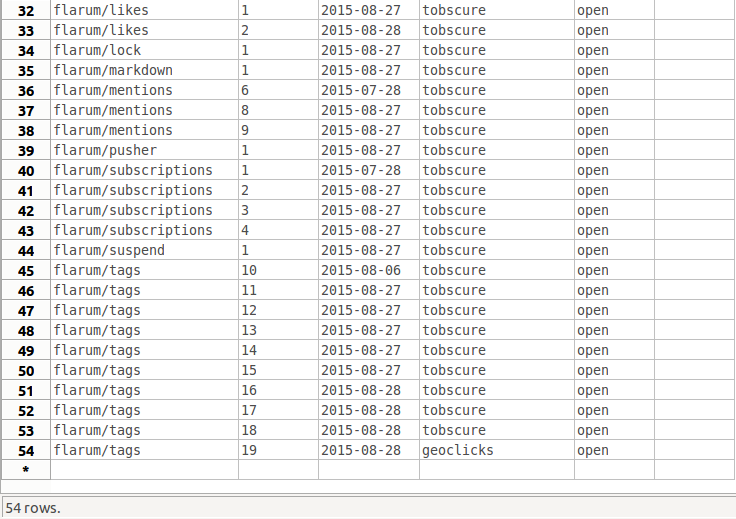 32 flarum/likes 1 2015-08-27 tobscure open
33 flarum/likes 2 2015-08-28 tobscure open
34 flarum/lock 1 2015-08-27 tobscure open
35 flarum/markdown 1 2015-08-27 tobscure open
36 flarum/mentions 6 2015-07-28 tobscure open
37 flarum/mentions 8 2015-08-27 tobscure open
38 flarum/mentions 9 2015-08-27 tobscure open
39 flarum/pusher 1 2015-08-27 tobscure open
40 flarum/subscriptions 1 2015-07-28 tobscure open
41 flarum/subscriptions 2 2015-08-27 tobscure open
42 flarum/subscriptions 3 2015-08-27 tobscure open
43 flarum/subscriptions 4 2015-08-27 tobscure open
44 flarum/suspend 1 2015-08-27 tobscure open
45 flarum/tags 10 2015-08-06 tobscure open
46 flarum/tags 11 2015-08-27 tobscure open
47 flarum/tags 12 2015-08-27 tobscure open
48 flarum/tags 13 2015-08-27 tobscure open
49 flarum/tags 14 2015-08-27 tobscure open
50 flarum/tags 15 2015-08-27 tobscure open
51 flarum/tags 16 2015-08-28 tobscure open
52 flarum/tags 17 2015-08-28 tobscure open
53 flarum/tags 18 2015-08-28 tobscure open
54 flarum/tags 19 2015-08-28 geoclicks open
*
54 rows.